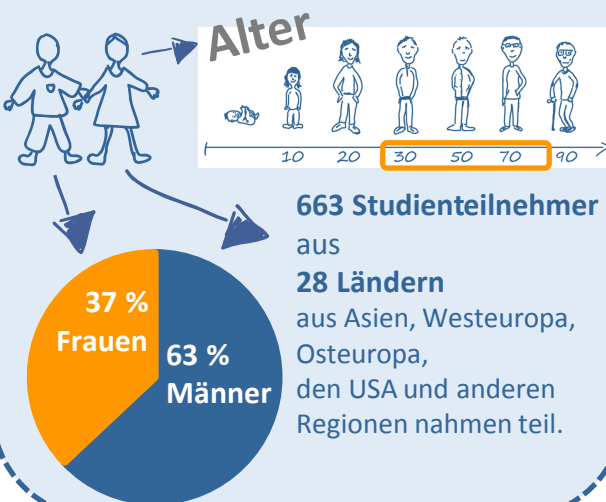 Alter
10 20 30 50 70 90
663 Studienteilnehmer
aus
28 Ländern
aus Asien, Westeuropa,
Osteuropa,
den USA und anderen
Regionen nahmen teil.
37 %
Frauen
63 %
Männer